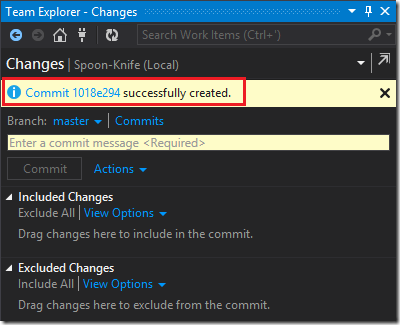 Team Explorer - Changes
Search Work Items (Ctrl+')
Changes | Spoon-Knife (Local)
Commit 1018e294 successfully created.
Branch: master | Commits
Enter a commit message <Required>
Commit Actions
Included Changes
Exclude All | View Options
Drag changes here to include in the commit.
Excluded Changes
Include All | View Options
Drag changes here to exclude from the commit.